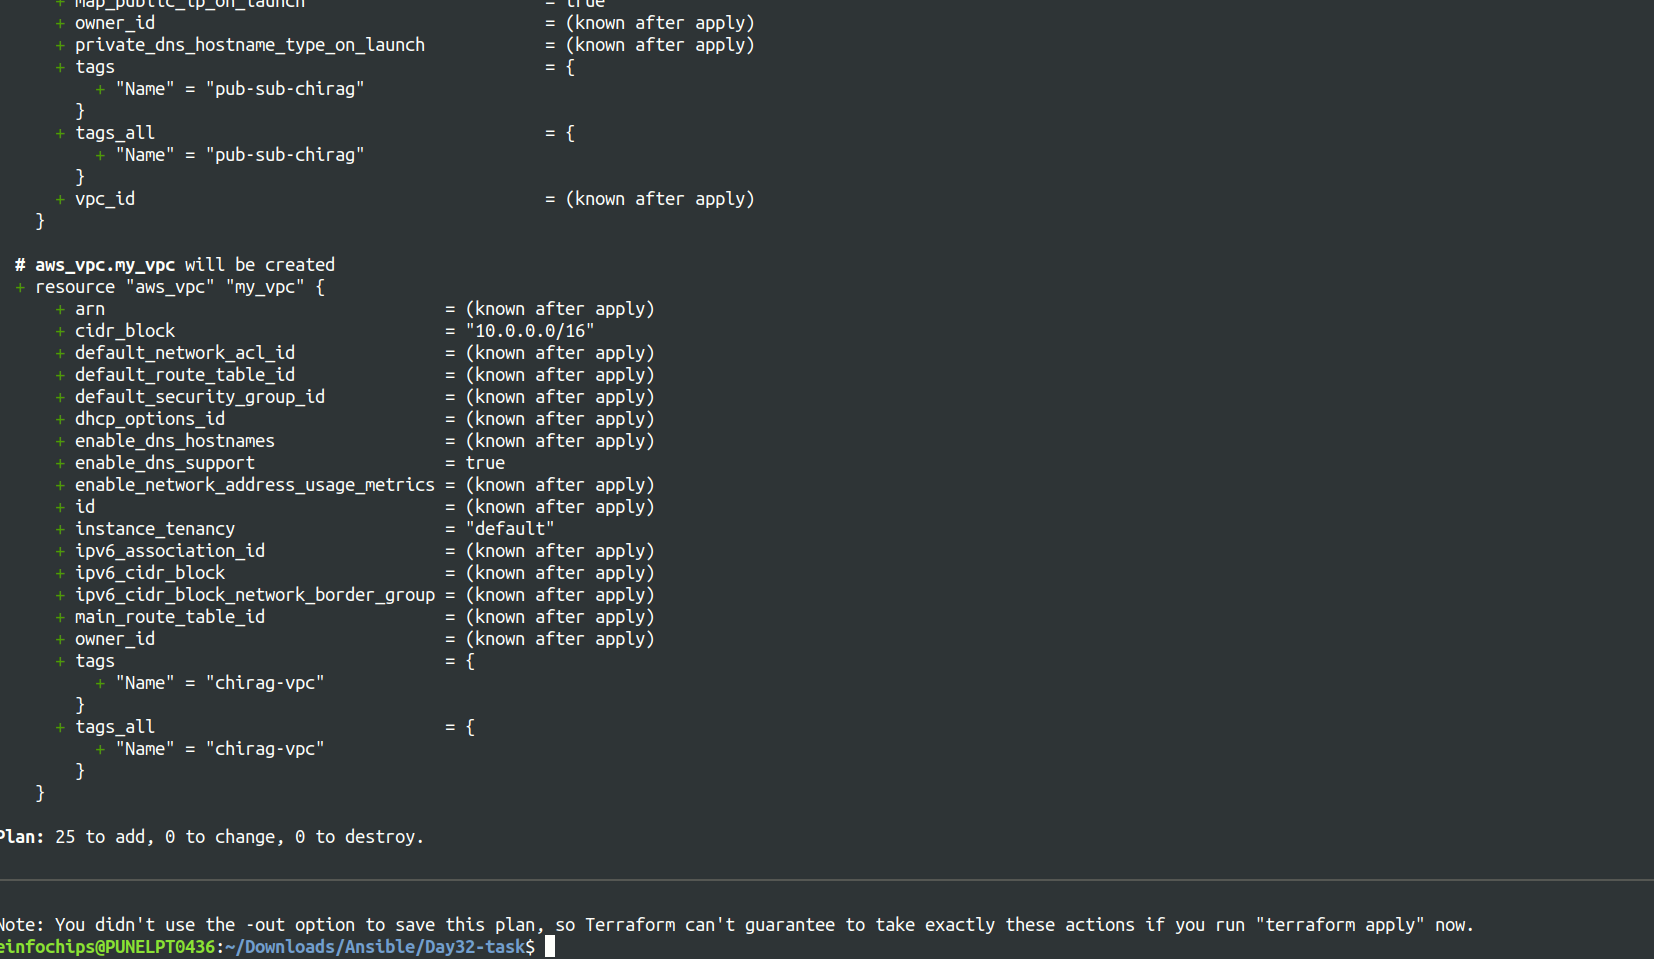 + map_public_ip_on_launch = true
+ owner_id = (known after apply)
+ private_dns_hostname_type_on_launch = (known after apply)
+ tags = {
+ "Name" = "pub-sub-chirag"
}
+ tags_all = {
+ "Name" = "pub-sub-chirag"
}
+ vpc_id = (known after apply)
}
# aws_vpc.my_vpc will be created
+ resource "aws_vpc" "my_vpc" {
+ arn = (known after apply)
+ cidr_block = "10.0.0.0/16"
+ default_network_acl_id = (known after apply)
+ default_route_table_id = (known after apply)
+ default_security_group_id = (known after apply)
+ dhcp_options_id = (known after apply)
+ enable_dns_hostnames = (known after apply)
+ enable_dns_support = true
+ enable_network_address_usage_metrics = (known after apply)
+ id = (known after apply)
+ instance_tenancy = "default"
+ ipv6_association_id = (known after apply)
+ ipv6_cidr_block = (known after apply)
+ ipv6_cidr_block_network_border_group = (known after apply)
+ main_route_table_id = (known after apply)
+ owner_id = (known after apply)
+ tags = {
+ "Name" = "chirag-vpc"
}
+ tags_all = {
+ "Name" = "chirag-vpc"
}
}
Plan: 25 to add, 0 to change, 0 to destroy.
Note: You didn't use the -out option to save this plan, so Terraform can't guarantee to take exactly these actions if you run "terraform apply" now.
einfochips@PUNELPT0436:~/Downloads/Ansible/Day32-task$